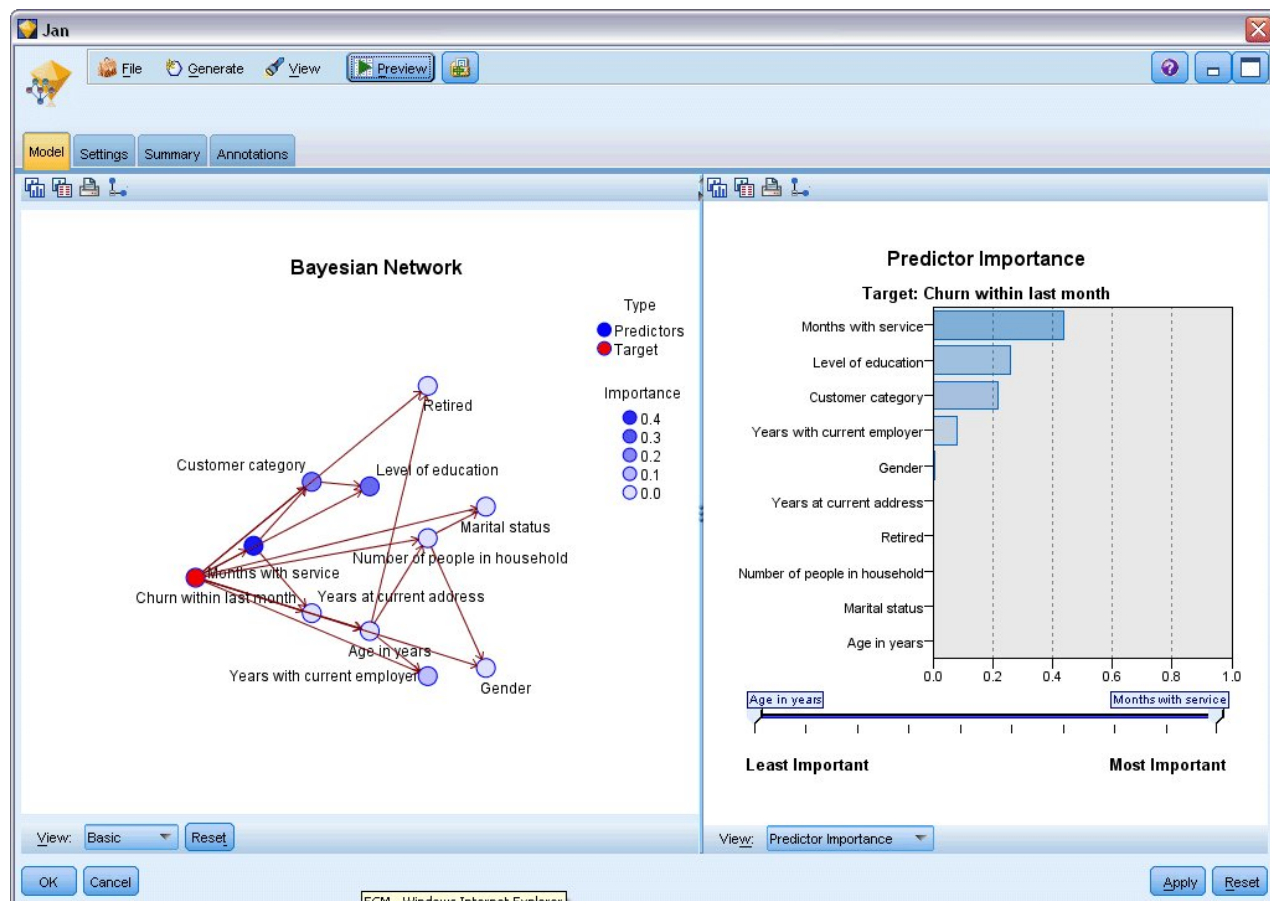 Jan
File Generate View Preview
Model Settings Summary Annotations
Bayesian Network
Type
Predictors
Target
Importance
0.4
0.3
0.2
0.1
0.0
Retired
Customer category
Level of education
Marital status
Number of people in household
Months with service
Churn within last month
Years at current address
Age in years
Years with current employer
Gender
View: Basic Reset
Predictor Importance
Target: Churn within last month
Months with service
Level of education
Customer category
Years with current employer
Gender
Years at current address
Retired
Number of people in household
Marital status
Age in years
0.0 0.2 0.4 0.6 0.8 1.0
Age in years Months with service
Least Important Most Important
View: Predictor Importance
OK Cancel Apply Reset
ECM - Windows Internet Explorer